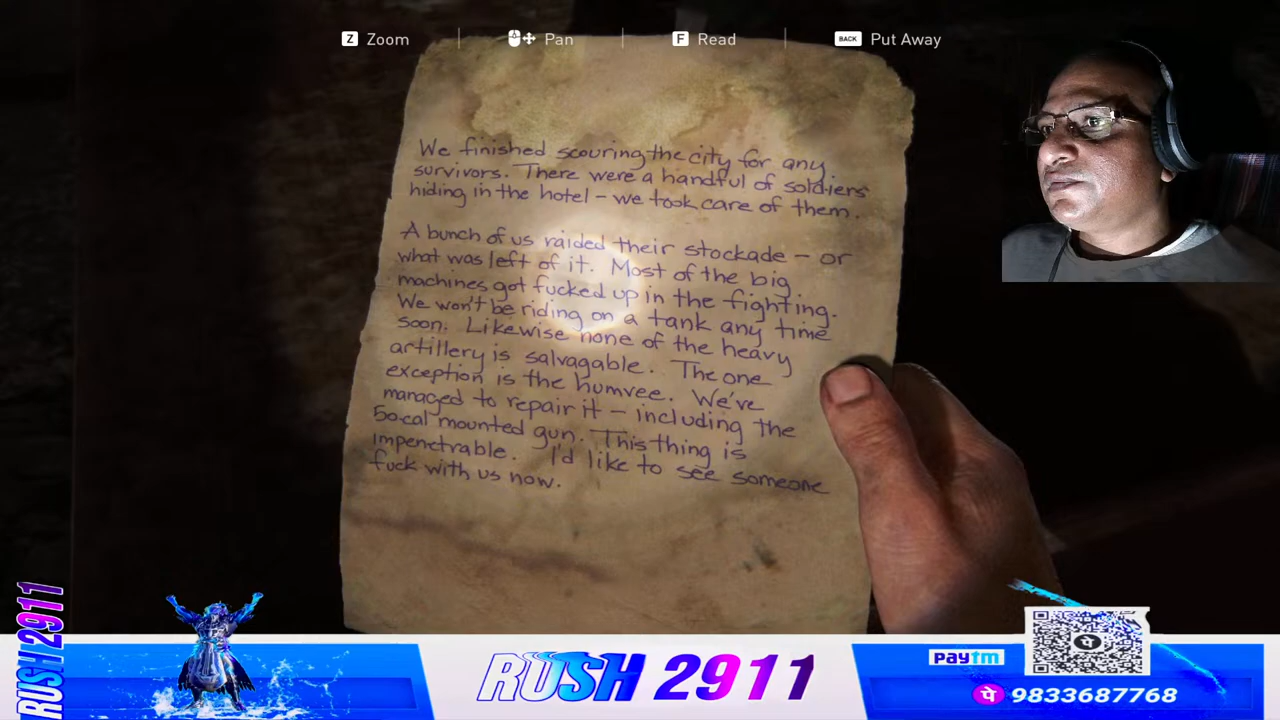 Z Zoom
Pan
F Read
BACK Put Away
We finished scouring the city for any
survivors. There were a handful of soldiers
hiding in the hotel - we took care of them.
A bunch of us raided their stockade - or
what was left of it. Most of the big
machines got fucked up in the fighting.
We won't be riding on a tank any time
soon. Likewise none of the heavy
artillery is salvagable. The one
exception is the humvee. We've
managed to repair it - including the
50-cal mounted gun. This thing is
impenetrable. I'd like to see someone
fuck with us now.
RUSH 2911
RUSH 2911
paytm
पे
पे 9833687768